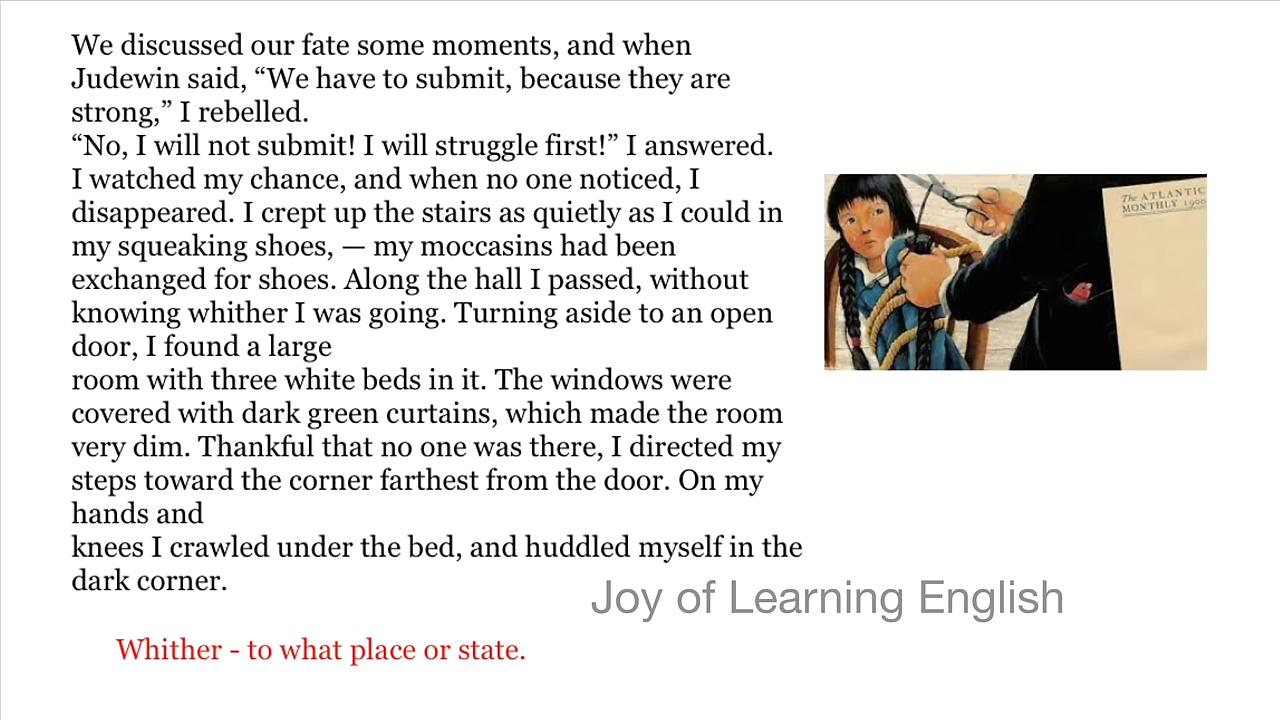 We discussed our fate some moments, and when
Judewin said, “We have to submit, because they are
strong,” I rebelled.
“No, I will not submit! I will struggle first!” I answered.
I watched my chance, and when no one noticed, I
disappeared. I crept up the stairs as quietly as I could in
my squeaking shoes, — my moccasins had been
exchanged for shoes. Along the hall I passed, without
knowing whither I was going. Turning aside to an open
door, I found a large
room with three white beds in it. The windows were
covered with dark green curtains, which made the room
very dim. Thankful that no one was there, I directed my
steps toward the corner farthest from the door. On my
hands and
knees I crawled under the bed, and huddled myself in the
dark corner.
The ATLANTIC
MONTHLY 1900
Joy of Learning English
Whither - to what place or state.